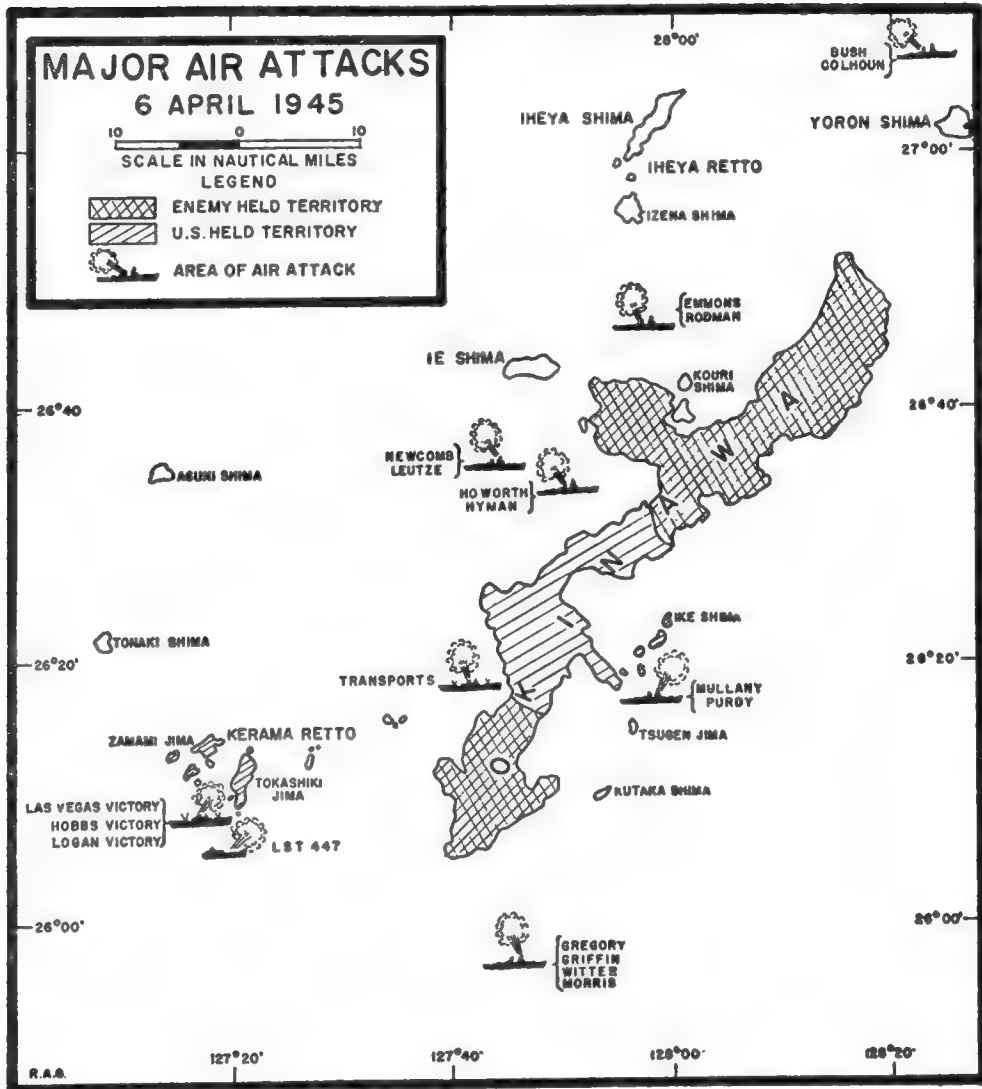 MAJOR AIR ATTACKS
6 APRIL 1945
10 0 10
SCALE IN NAUTICAL MILES
LEGEND
ENEMY HELD TERRITORY
U.S. HELD TERRITORY
AREA OF AIR ATTACK
28°00'
BUSH
COLHOUN
IHEYA SHIMA
YORON SHIMA
27°00'
IHEYA RETTO
IZENA SHIMA
EMMONS
RODMAN
IE SHIMA
KOURI
SHIMA
26°40
26°40'
NEWCOMB
LEUTZE
HOWORTH
HYMAN
AGUNI SHIMA
OKINAWA
IKE SHIMA
TONAKI SHIMA
26°20'
26°20'
TRANSPORTS
MULLANY
PURDY
TSUGEN JIMA
ZAMAMI JIMA
KERAMA RETTO
TOKASHIKI
JIMA
KUTAKA SHIMA
LAS VEGAS VICTORY
HOBBS VICTORY
LOGAN VICTORY
LST 447
26°00'
26°00'
GREGORY
GRIFFIN
WITTER
MORRIS
127°20'
127°40'
128°00'
128°20'
R.A.G.